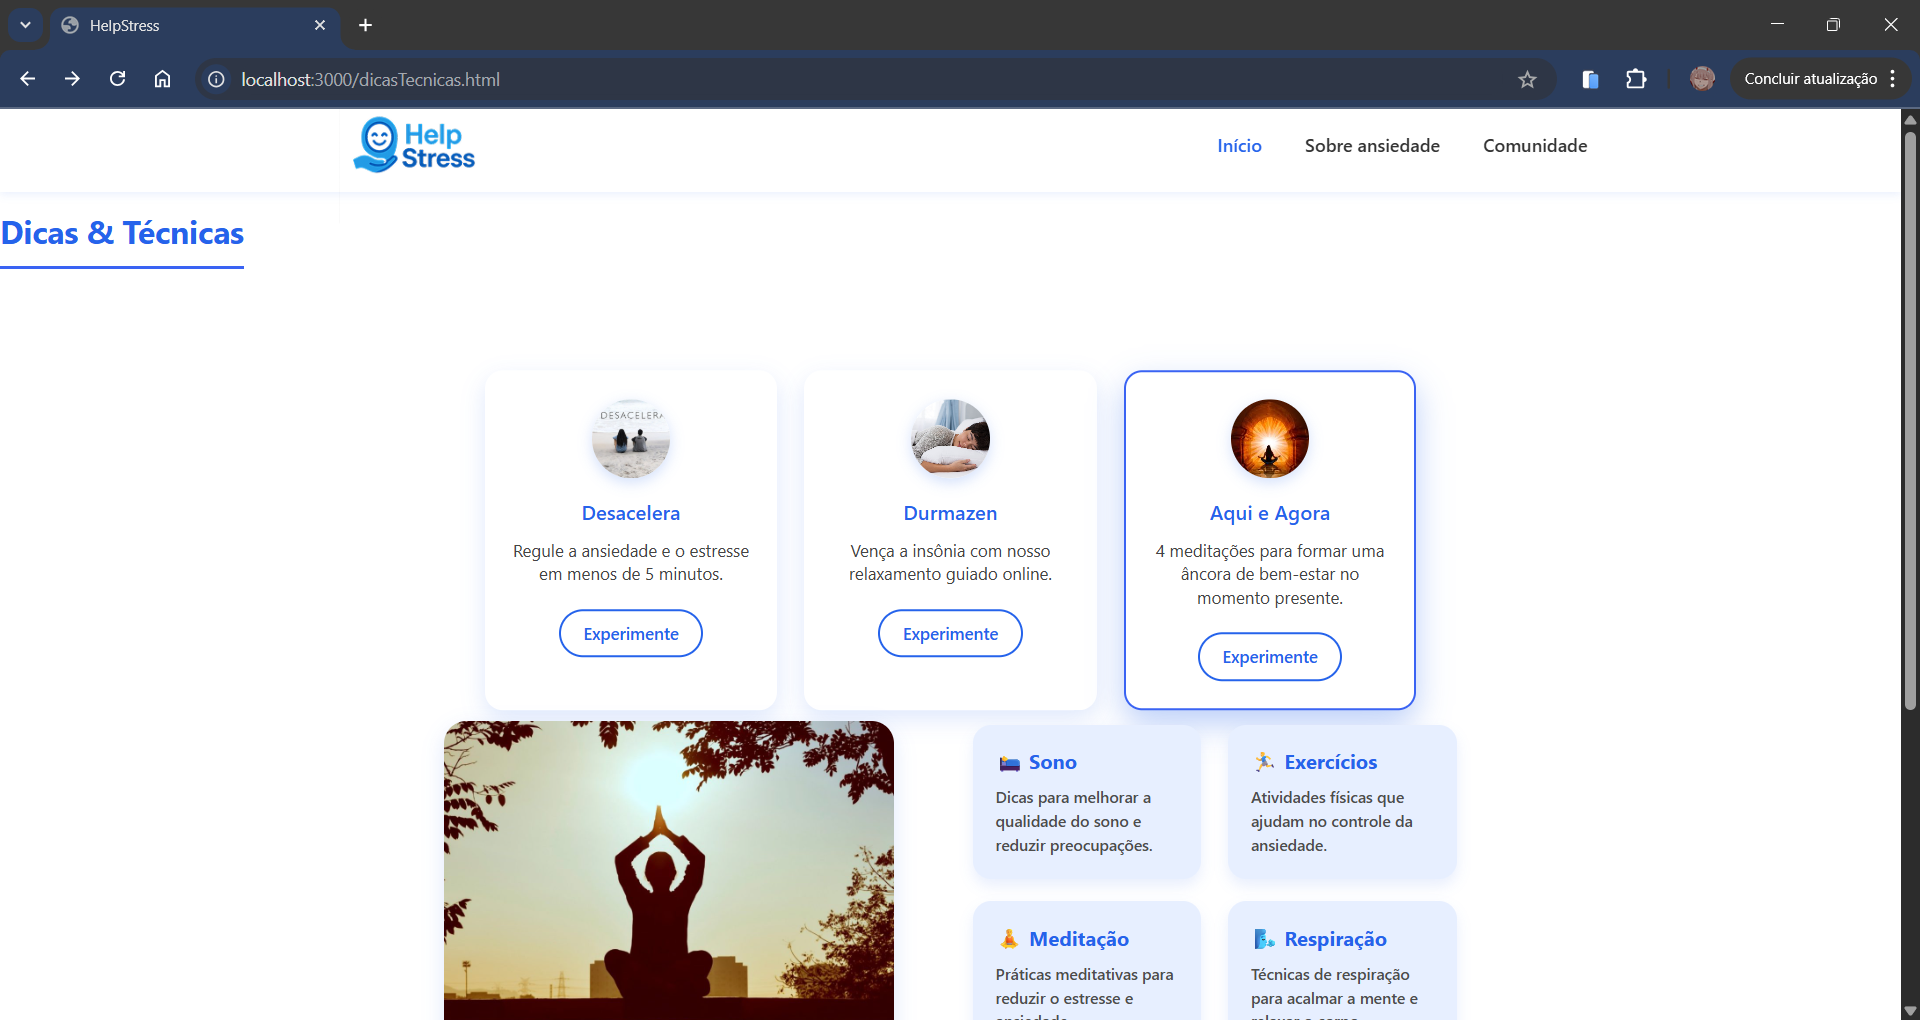 HelpStress
localhost:3000/dicasTecnicas.html
Concluir atualização
Help
Stress
Início
Sobre ansiedade
Comunidade
Dicas & Técnicas
DESACELERA
Desacelera
Regule a ansiedade e o estresse
em menos de 5 minutos.
Experimente
Durmazen
Vença a insônia com nosso
relaxamento guiado online.
Experimente
Aqui e Agora
4 meditações para formar uma
âncora de bem-estar no
momento presente.
Experimente
Sono
Dicas para melhorar a
qualidade do sono e
reduzir preocupações.
Exercícios
Atividades físicas que
ajudam no controle da
ansiedade.
Meditação
Práticas meditativas para
reduzir o estresse e
Respiração
Técnicas de respiração
para acalmar a mente e